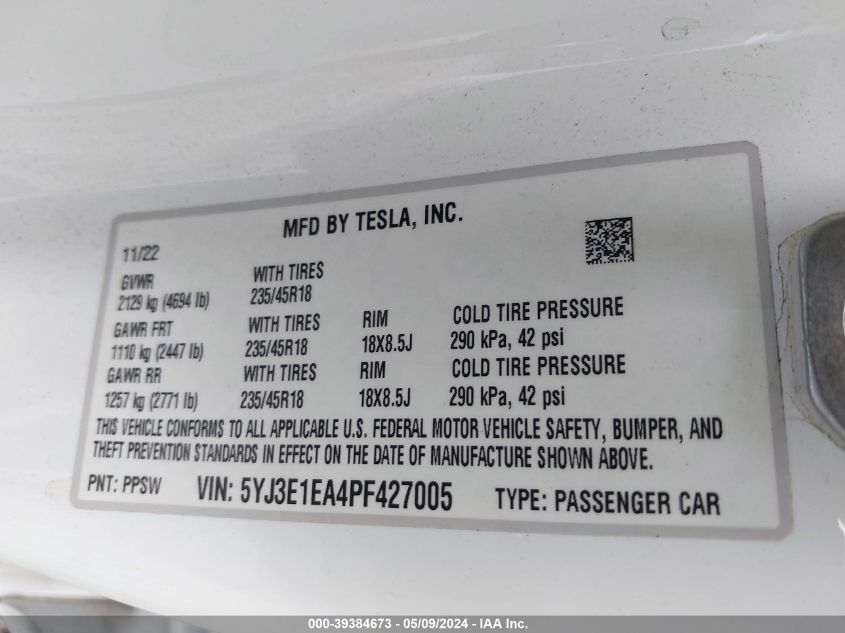 MFD BY TESLA, INC.
11/22
GVWR WITH TIRES
2129 kg (4694 lb) 235/45R18
GAWR FRT WITH TIRES RIM COLD TIRE PRESSURE
1110 kg (2447 lb) 235/45R18 18X8.5J 290 kPa, 42 psi
GAWR RR WITH TIRES RIM COLD TIRE PRESSURE
1257 kg (2771 lb) 235/45R18 18X8.5J 290 kPa, 42 psi
THIS VEHICLE CONFORMS TO ALL APPLICABLE U.S. FEDERAL MOTOR VEHICLE SAFETY, BUMPER, AND
THEFT PREVENTION STANDARDS IN EFFECT ON THE DATE OF MANUFACTURE SHOWN ABOVE.
PNT: PPSW VIN: 5YJ3E1EA4PF427005 TYPE: PASSENGER CAR
000-39384673 - 05/09/2024 - IAA Inc.